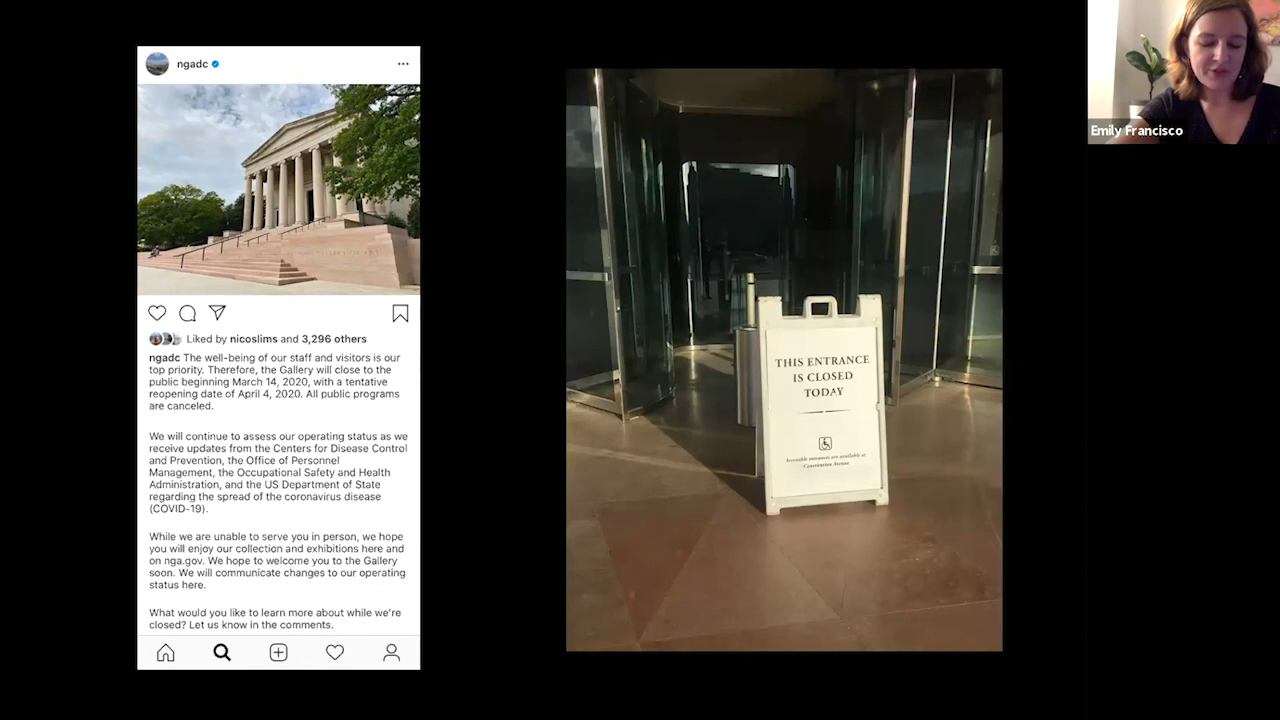 ngadc
Liked by nicoslims and 3,296 others
ngadc The well-being of our staff and visitors is our
top priority. Therefore, the Gallery will close to the
public beginning March 14, 2020, with a tentative
reopening date of April 4, 2020. All public programs
are canceled.
We will continue to assess our operating status as we
receive updates from the Centers for Disease Control
and Prevention, the Office of Personnel
Management, the Occupational Safety and Health
Administration, and the US Department of State
regarding the spread of the coronavirus disease
(COVID-19).
While we are unable to serve you in person, we hope
you will enjoy our collection and exhibitions here and
on nga.gov. We hope to welcome you to the Gallery
soon. We will communicate changes to our operating
status here.
What would you like to learn more about while we're
closed? Let us know in the comments.
THIS ENTRANCE
IS CLOSED
TODAY
Accessible entrances are available at
Constitution Avenue
Emily Francisco